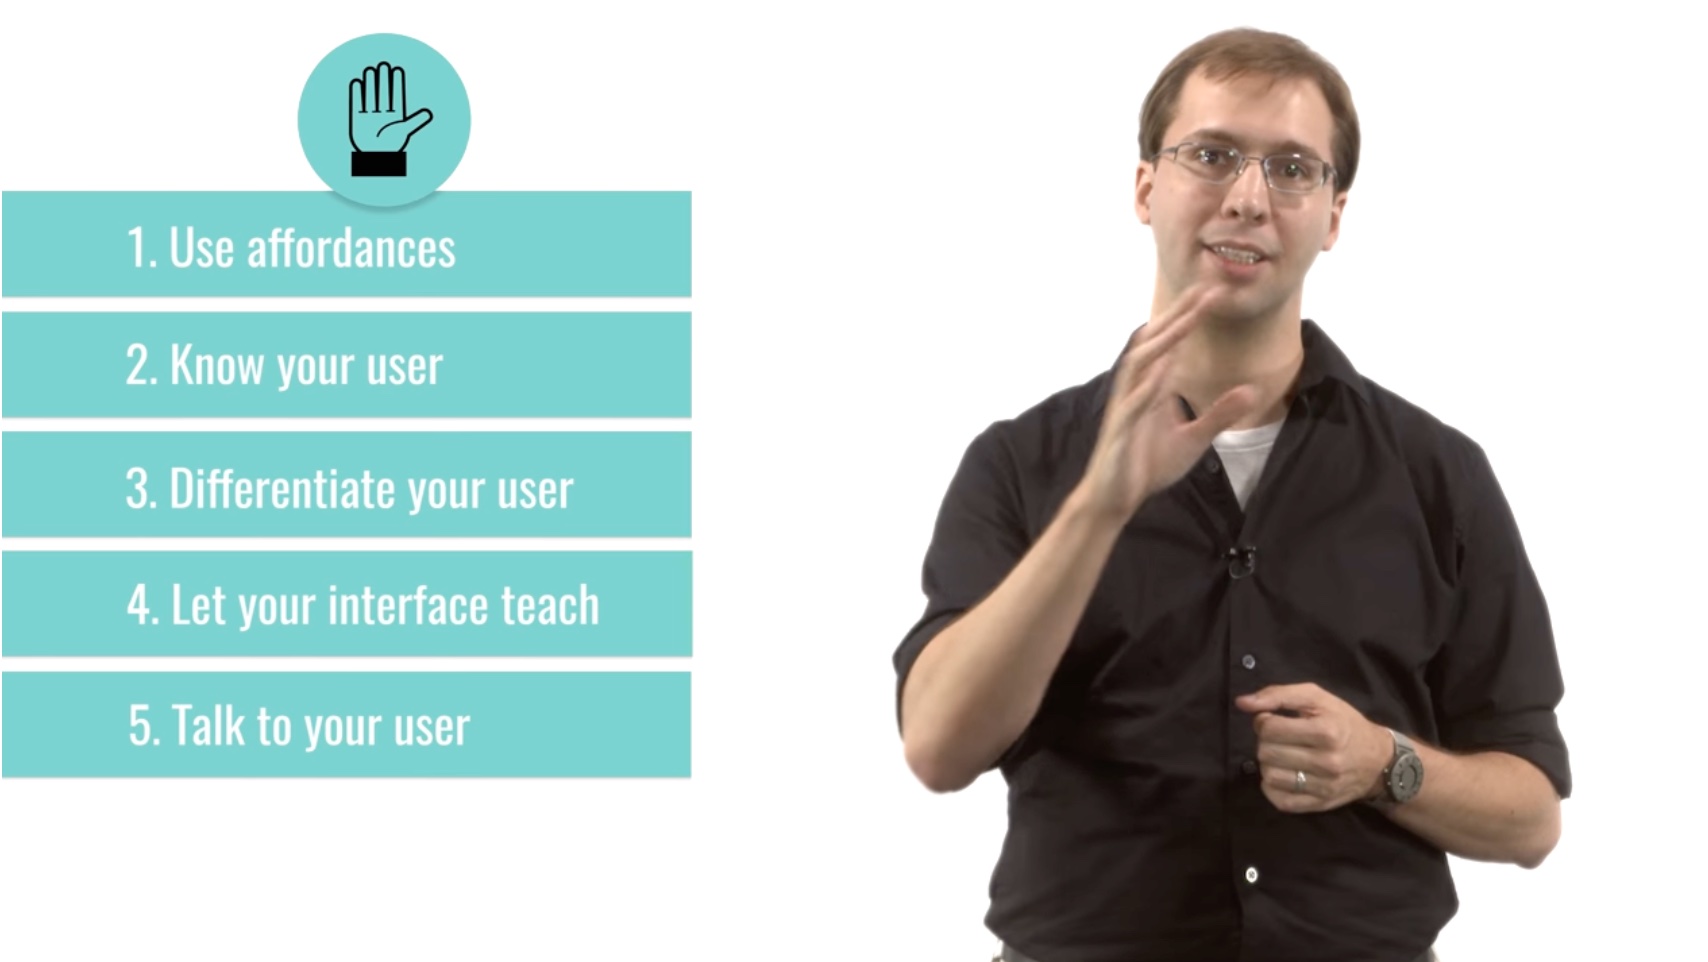 1. Use affordances
2. Know your user
3. Differentiate your user
4. Let your interface teach
5. Talk to your user